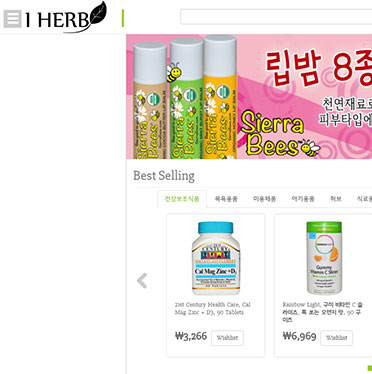 1 HERB
립밤 8종
천연재료로
피부타입에
Sierra
Bees
Best Selling
건강보조식품 목욕용품 미용제품 아기용품 허브 식료품
21st CENTURY
Cal Mag Zinc + D3
Gummy
Vitamin C Slices
21st Century Health Care, Cal
Mag Zinc + D3, 90 Tablets
Rainbow Light, 구미 비타민 C 슬
라이스, 톡 쏘는 오렌지 맛, 90 구
미즈
₩3,266 Wishlist
₩6,969 Wishlist